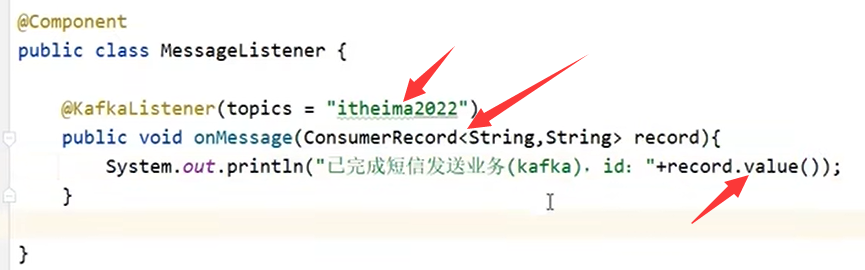 @Component
public class MessageListener {
@KafkaListener(topics = "itheima2022")
public void onMessage(ConsumerRecord<String,String> record){
System.out.println("已完成短信发送业务(kafka)，id："+record.value());
}
}